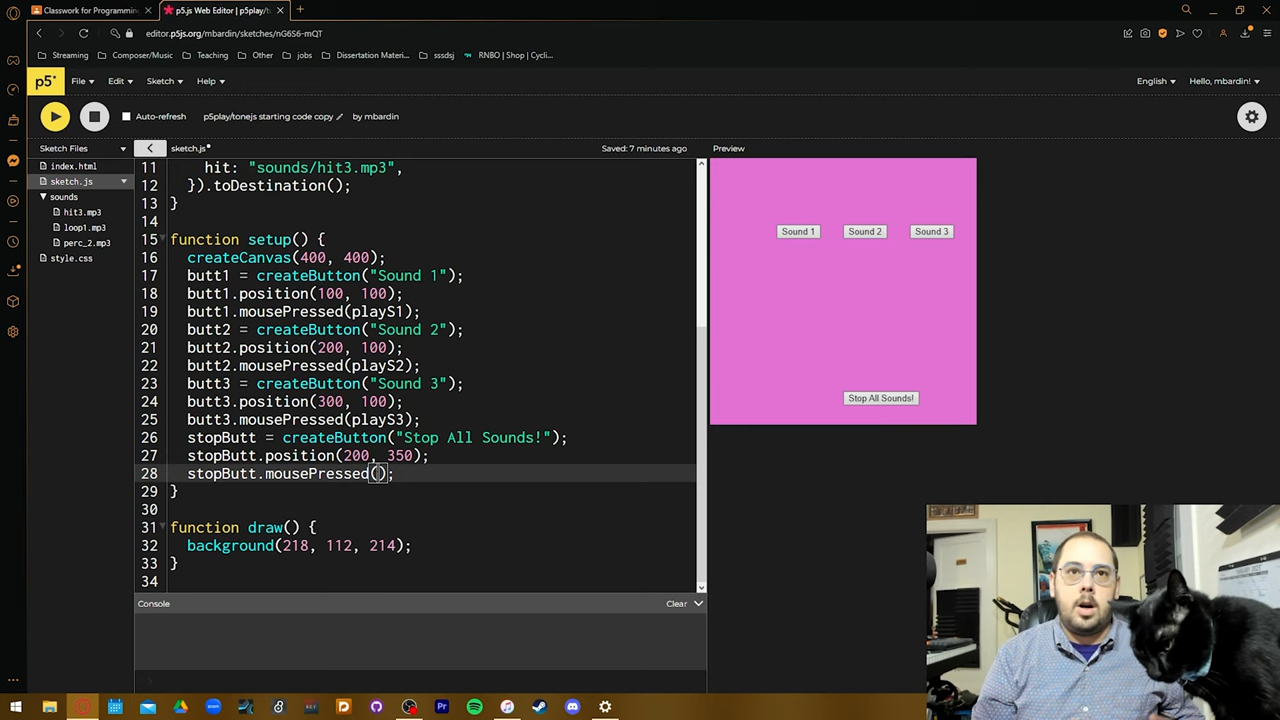 Classwork for Programmin
p5.js Web Editor | p5play/to
editor.p5js.org/mbardin/sketches/nG6S6-mQT
Streaming
Composer/Music
Teaching
Other
jobs
Dissertation Materi...
sssdsj
RNBO | Shop | Cycli...
p5*
File
Edit
Sketch
Help
English
Hello, mbardin!
Auto-refresh
p5play/tonejs starting code copy
by mbardin
Sketch Files
sketch.js
Saved: 7 minutes ago
Preview
index.html
sketch.js
sounds
hit3.mp3
loop1.mp3
perc_2.mp3
style.css
11 hit: "sounds/hit3.mp3",
12 }).toDestination();
13 }
14
15 function setup() {
16 createCanvas(400, 400);
17 butt1 = createButton("Sound 1");
18 butt1.position(100, 100);
19 butt1.mousePressed(playS1);
20 butt2 = createButton("Sound 2");
21 butt2.position(200, 100);
22 butt2.mousePressed(playS2);
23 butt3 = createButton("Sound 3");
24 butt3.position(300, 100);
25 butt3.mousePressed(playS3);
26 stopButt = createButton("Stop All Sounds!");
27 stopButt.position(200, 350);
28 stopButt.mousePressed();
29 }
30
31 function draw() {
32 background(218, 112, 214);
33 }
34
Sound 1
Sound 2
Sound 3
Stop All Sounds!
Console
Clear